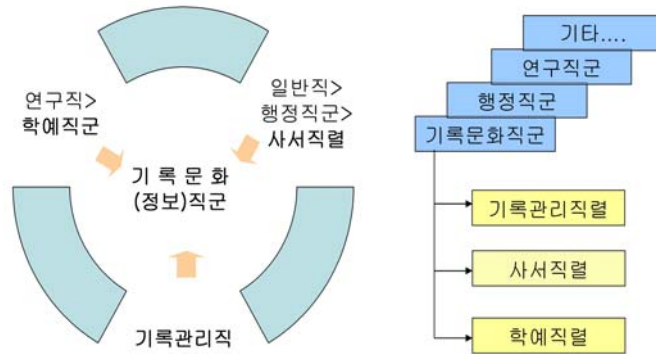 연구직>
학예직군
일반직>
행정직군>
사서직렬
기 록 문 화
(정보)직군
기록관리직
기타....
연구직군
행정직군
기록문화직군
기록관리직렬
사서직렬
학예직렬